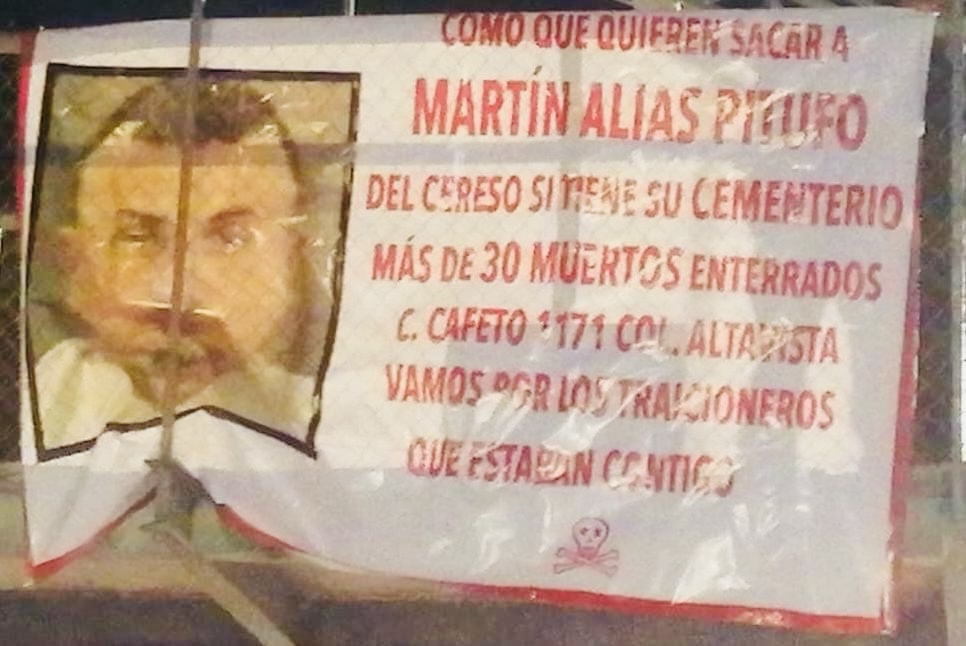 COMO QUE QUIEREN SACAR A
MARTÍN ALIAS PITUFO
DEL CERESO SI TIENE SU CEMENTERIO
MÁS DE 30 MUERTOS ENTERRADOS
C. CAFETO 1171 COL. ALTAVISTA
VAMOS POR LOS TRAICIONEROS
QUE ESTABAN CONTIGO